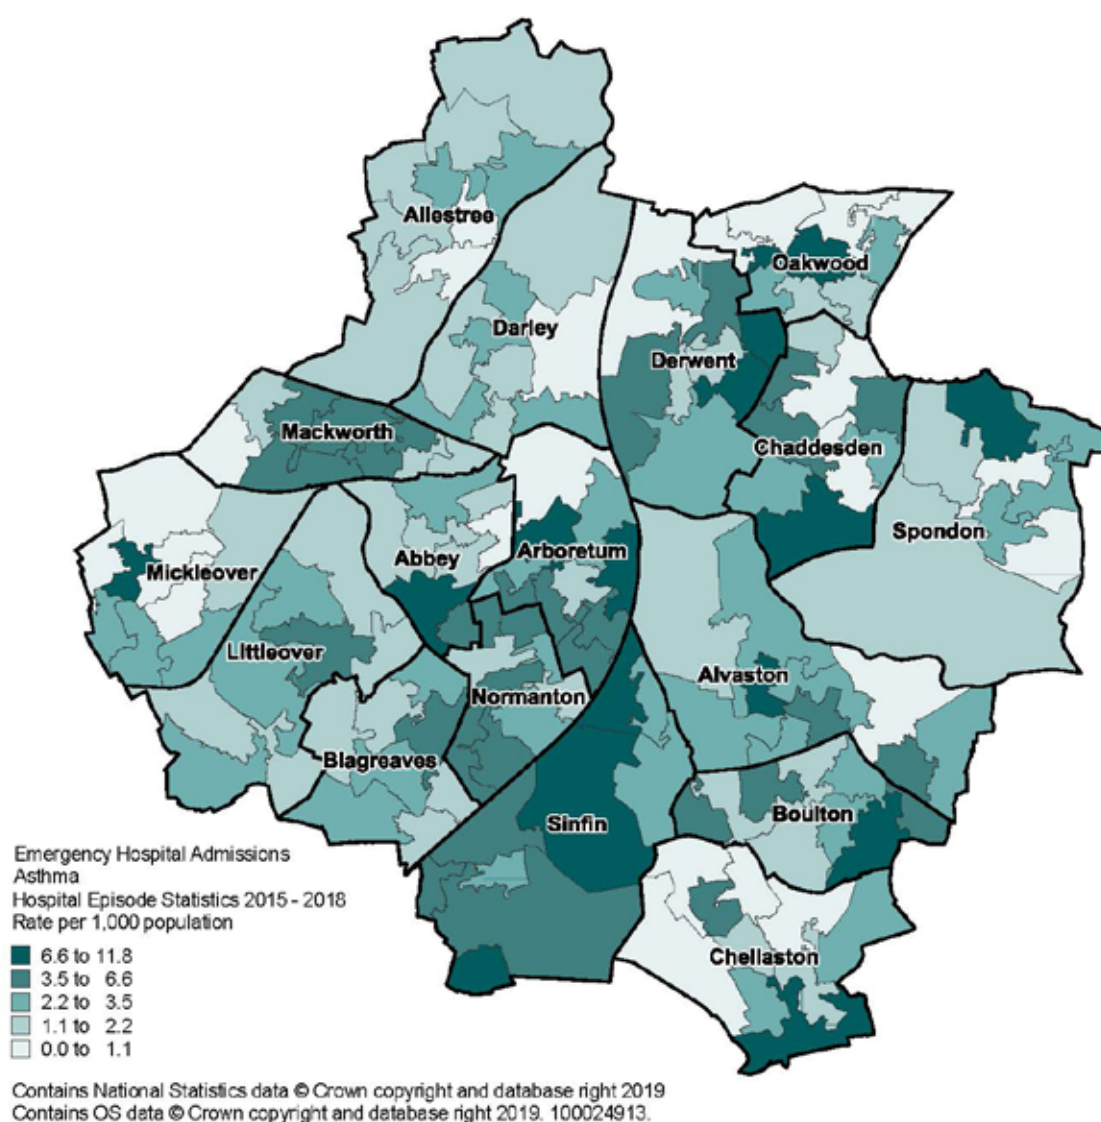 Allestree
Oakwood
Darley
Derwent
Mackworth
Chaddesden
Spondon
Abbey
Arboretum
Mickleover
Littleover
Alvaston
Normanton
Blagreaves
Sinfin
Boulton
Emergency Hospital Admissions
Asthma
Hospital Episode Statistics 2015 - 2018
Rate per 1,000 population
6.6 to 11.8
3.5 to 6.6
2.2 to 3.5
1.1 to 2.2
0.0 to 1.1
Chellaston
Contains National Statistics data © Crown copyright and database right 2019
Contains OS data © Crown copyright and database right 2019. 100024913.